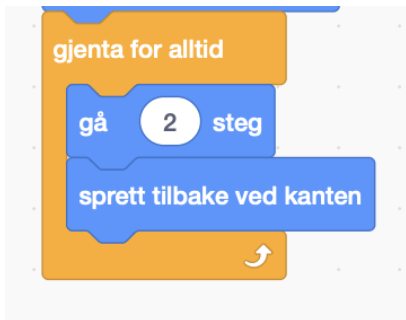 gjenta for alltid
gå 2 steg
sprett tilbake ved kanten